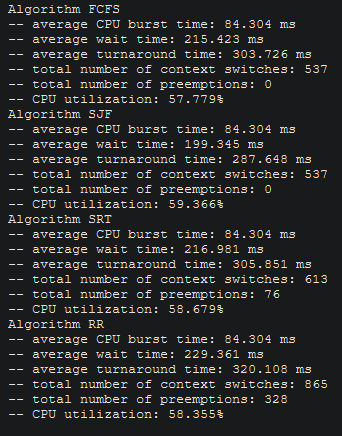 Algorithm FCFS
-- average CPU burst time: 84.304 ms
-- average wait time: 215.423 ms
-- average turnaround time: 303.726 ms
-- total number of context switches: 537
-- total number of preemptions: 0
-- CPU utilization: 57.779%
Algorithm SJF
-- average CPU burst time: 84.304 ms
-- average wait time: 199.345 ms
-- average turnaround time: 287.648 ms
-- total number of context switches: 537
-- total number of preemptions: 0
-- CPU utilization: 59.366%
Algorithm SRT
-- average CPU burst time: 84.304 ms
-- average wait time: 216.981 ms
-- average turnaround time: 305.851 ms
-- total number of context switches: 613
-- total number of preemptions: 76
-- CPU utilization: 58.679%
Algorithm RR
-- average CPU burst time: 84.304 ms
-- average wait time: 229.361 ms
-- average turnaround time: 320.108 ms
-- total number of context switches: 865
-- total number of preemptions: 328
-- CPU utilization: 58.355%